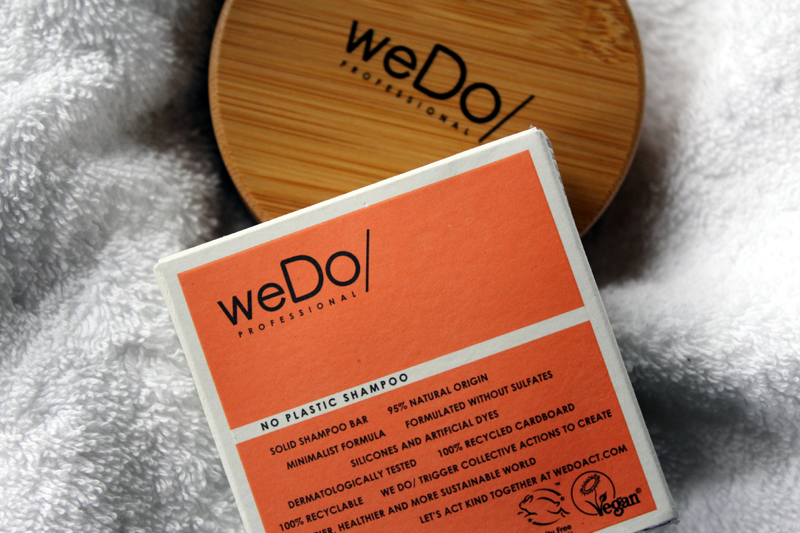 weDo/
PROFESSIONAL
weDo/
PROFESSIONAL
NO PLASTIC SHAMPOO
SOLID SHAMPOO BAR 95% NATURAL ORIGIN
MINIMALIST FORMULA FORMULATED WITHOUT SULFATES
SILICONES AND ARTIFICIAL DYES
DERMATOLOGICALLY TESTED 100% RECYCLED CARDBOARD
100% RECYCLABLE WE DO/ TRIGGER COLLECTIVE ACTIONS TO CREATE
HEALTHIER AND MORE SUSTAINABLE WORLD
LET'S ACT KIND TOGETHER AT WEDOACT.COM
Free
Vegan®